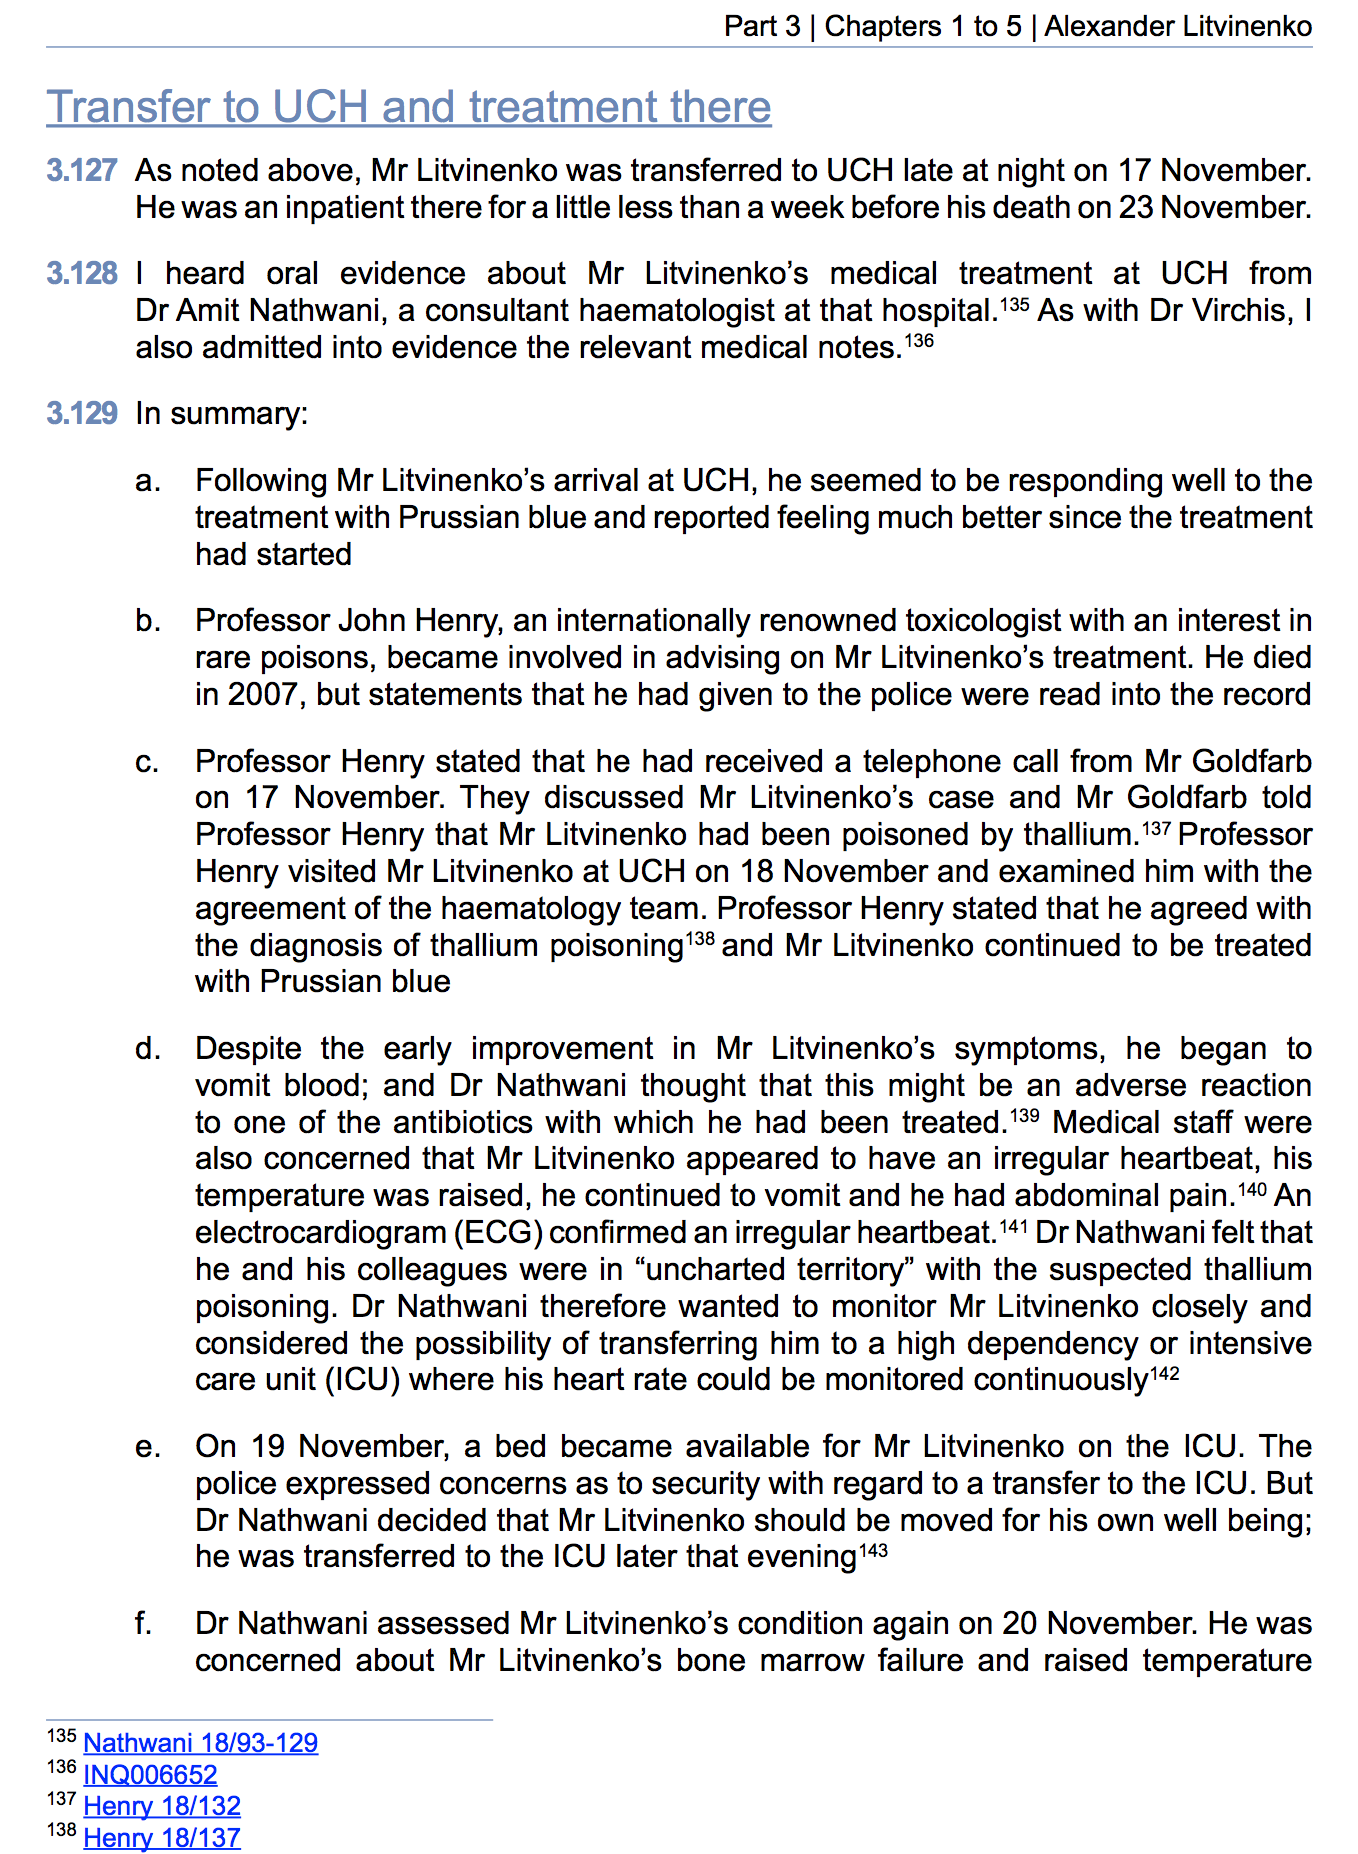 Part 3 | Chapters 1 to 5 | Alexander Litvinenko
Transfer to UCH and treatment there
3.127 As noted above, Mr Litvinenko was transferred to UCH late at night on 17 November.
He was an inpatient there for a little less than a week before his death on 23 November.
3.128 I heard oral evidence about Mr Litvinenko’s medical treatment at UCH from
Dr Amit Nathwani, a consultant haematologist at that hospital.135 As with Dr Virchis, I
also admitted into evidence the relevant medical notes.136
3.129 In summary:
a. Following Mr Litvinenko’s arrival at UCH, he seemed to be responding well to the
treatment with Prussian blue and reported feeling much better since the treatment
had started
b. Professor John Henry, an internationally renowned toxicologist with an interest in
rare poisons, became involved in advising on Mr Litvinenko’s treatment. He died
in 2007, but statements that he had given to the police were read into the record
c. Professor Henry stated that he had received a telephone call from Mr Goldfarb
on 17 November. They discussed Mr Litvinenko’s case and Mr Goldfarb told
Professor Henry that Mr Litvinenko had been poisoned by thallium.137 Professor
Henry visited Mr Litvinenko at UCH on 18 November and examined him with the
agreement of the haematology team. Professor Henry stated that he agreed with
the diagnosis of thallium poisoning138 and Mr Litvinenko continued to be treated
with Prussian blue
d. Despite the early improvement in Mr Litvinenko’s symptoms, he began to
vomit blood; and Dr Nathwani thought that this might be an adverse reaction
to one of the antibiotics with which he had been treated.139 Medical staff were
also concerned that Mr Litvinenko appeared to have an irregular heartbeat, his
temperature was raised, he continued to vomit and he had abdominal pain.140 An
electrocardiogram (ECG) confirmed an irregular heartbeat.141 Dr Nathwani felt that
he and his colleagues were in “uncharted territory” with the suspected thallium
poisoning. Dr Nathwani therefore wanted to monitor Mr Litvinenko closely and
considered the possibility of transferring him to a high dependency or intensive
care unit (ICU) where his heart rate could be monitored continuously142
e. On 19 November, a bed became available for Mr Litvinenko on the ICU. The
police expressed concerns as to security with regard to a transfer to the ICU. But
Dr Nathwani decided that Mr Litvinenko should be moved for his own well being;
he was transferred to the ICU later that evening143
f. Dr Nathwani assessed Mr Litvinenko’s condition again on 20 November. He was
concerned about Mr Litvinenko’s bone marrow failure and raised temperature
135 Nathwani 18/93-129
136 INQ006652
137 Henry 18/132
138 Henry 18/137